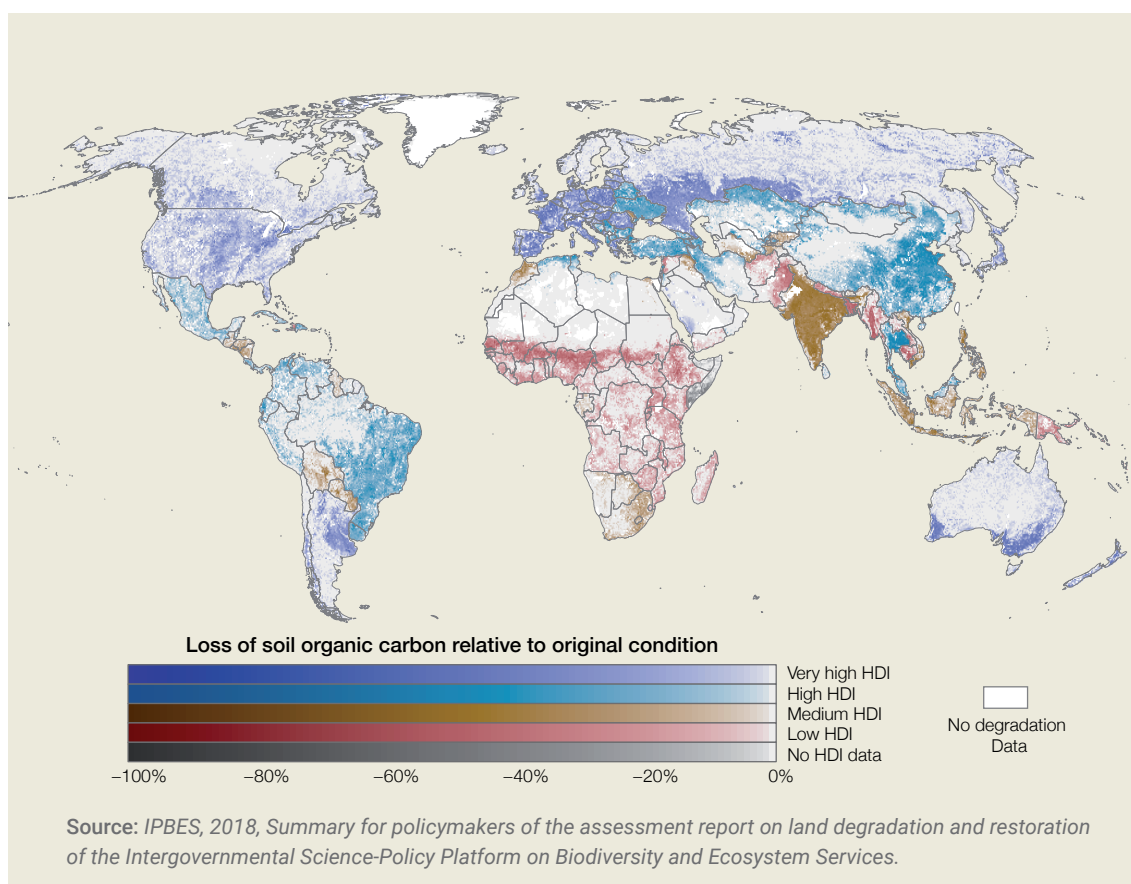 Loss of soil organic carbon relative to original condition
Very high HDI
High HDI
Medium HDI
Low HDI
No HDI data
−100%
−80%
−60%
−40%
−20%
0%
No degradation
Data
Source: IPBES, 2018, Summary for policymakers of the assessment report on land degradation and restoration
of the Intergovernmental Science-Policy Platform on Biodiversity and Ecosystem Services.